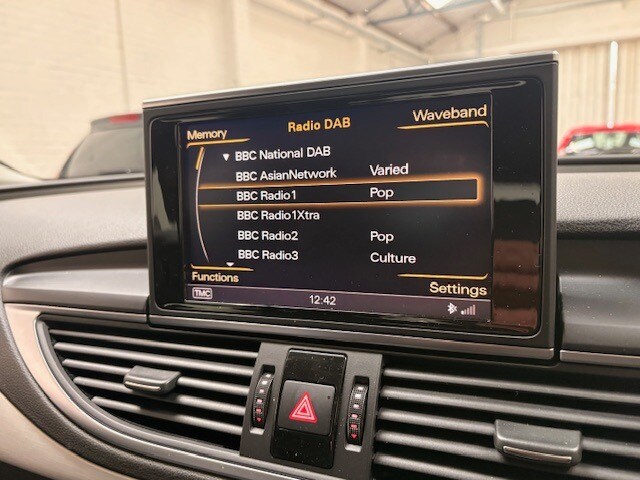 Memory
Radio DAB
Waveband
▼ BBC National DAB
BBC AsianNetwork Varied
BBC Radio1 Pop
BBC Radio1Xtra
BBC Radio2 Pop
BBC Radio3 Culture
Functions
Settings
TMC
12:42